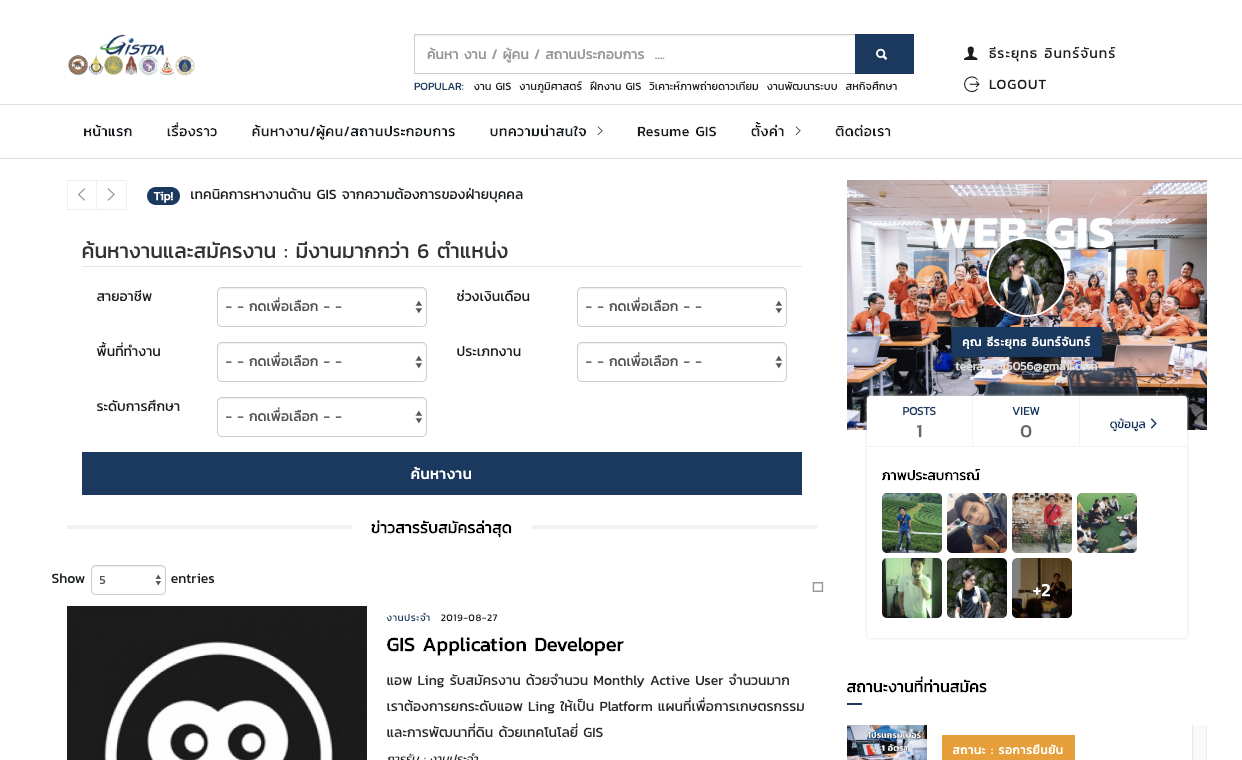 GISTDA
ค้นหา งาน / ผู้คน / สถานประกอบการ ....
POPULAR: งาน GIS งานภูมิศาสตร์ ฝึกงาน GIS วิเคาะห์ภาพถ่ายดาวเทียม งานพัฒนาระบบ สหกิจศึกษา
ธีระยุทธ อินทร์จันทร์
LOGOUT
หน้าแรก เรื่องราว ค้นหางาน/ผู้คน/สถานประกอบการ บทความน่าสนใจ Resume GIS ตั้งค่า ติดต่อเรา
Tip! เทคนิคการหางานด้าน GIS จากความต้องการของฝ่ายบุคคล
ค้นหางานและสมัครงาน : มีงานมากกว่า 6 ตำแหน่ง
สายอาชีพ - - กดเพื่อเลือก - - ช่วงเงินเดือน - - กดเพื่อเลือก - -
พื้นที่ทำงาน - - กดเพื่อเลือก - - ประเภทงาน - - กดเพื่อเลือก - -
ระดับการศึกษา - - กดเพื่อเลือก - -
ค้นหางาน
ข่าวสารรับสมัครล่าสุด
Show 5 entries
งานประจำ 2019-08-27
GIS Application Developer
แอพ Ling รับสมัครงาน ด้วยจำนวน Monthly Active User จำนวนมาก
เราต้องการยกระดับแอพ Ling ให้เป็น Platform แผนที่เพื่อการเกษตรกรรม
และการพัฒนาที่ดิน ด้วยเทคโนโลยี่ GIS
การรับ : งานประจำ
WEB GIS
คุณ ธีระยุทธ อินทร์จันทร์
POSTS VIEW
1 0 ดูข้อมูล
ภาพประสบการณ์
+2
สถานะงานที่ท่านสมัคร
โปรแกรมเมอร์
1 อัตรา
สถานะ : รอการยืนยัน